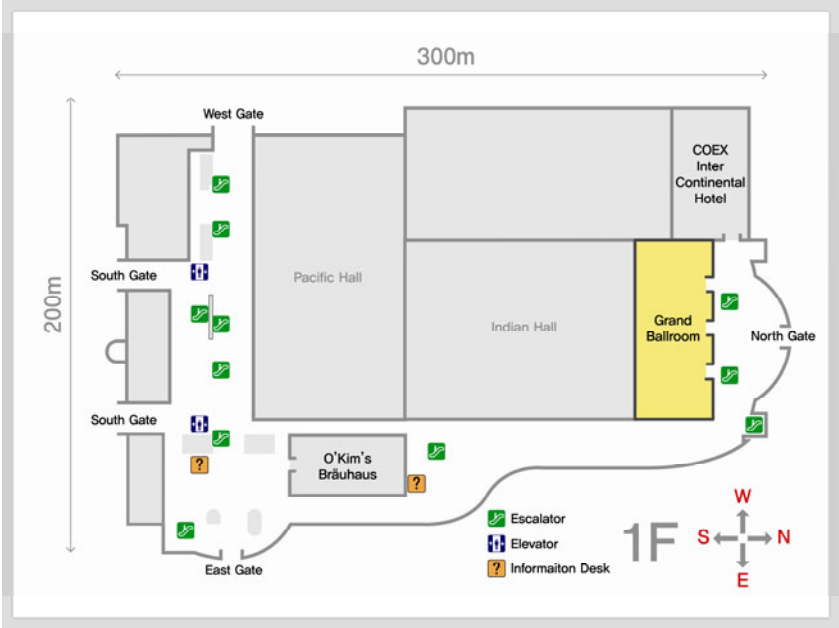 300m
200m
West Gate
COEX
Inter
Continental
Hotel
South Gate
Pacific Hall
Indian Hall
Grand
Ballroom
North Gate
South Gate
O'Kim's
Bräuhaus
?
?
East Gate
Escalator
Elevator
? Informaiton Desk
1F
W
S
N
E